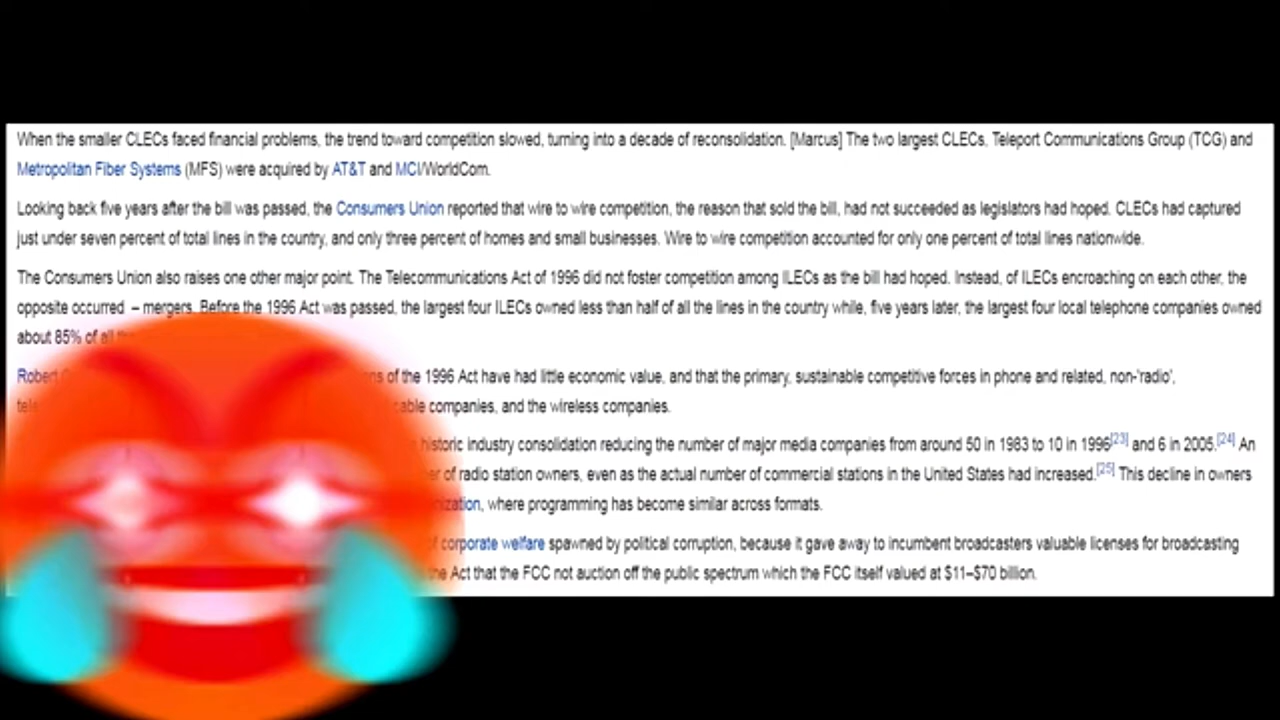 When the smaller CLECs faced financial problems, the trend toward competition slowed, turning into a decade of reconsolidation. [Marcus] The two largest CLECs, Teleport Communications Group (TCG) and
Metropolitan Fiber Systems (MFS) were acquired by AT&T and MCI/WorldCom.
Looking back five years after the bill was passed, the Consumers Union reported that wire to wire competition, the reason that sold the bill, had not succeeded as legislators had hoped. CLECs had captured
just under seven percent of total lines in the country, and only three percent of homes and small businesses. Wire to wire competition accounted for only one percent of total lines nationwide.
The Consumers Union also raises one other major point. The Telecommunications Act of 1996 did not foster competition among ILECs as the bill had hoped. Instead, of ILECs encroaching on each other, the
opposite occurred – mergers. Before the 1996 Act was passed, the largest four ILECs owned less than half of all the lines in the country while, five years later, the largest four local telephone companies owned
about 85% of all the
Robert of the 1996 Act have had little economic value, and that the primary, sustainable competitive forces in phone and related, non-'radio',
cable companies, and the wireless companies.
historic industry consolidation reducing the number of major media companies from around 50 in 1983 to 10 in 1996[23] and 6 in 2005.[24] An
of radio station owners, even as the actual number of commercial stations in the United States had increased.[25] This decline in owners
where programming has become similar across formats.
corporate welfare spawned by political corruption, because it gave away to incumbent broadcasters valuable licenses for broadcasting
the Act that the FCC not auction off the public spectrum which the FCC itself valued at $11–$70 billion.